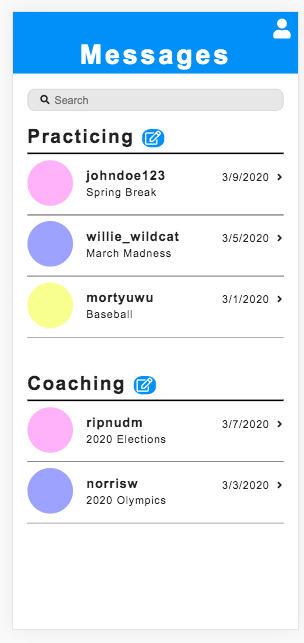 Messages
Search
Practicing
johndoe123 3/9/2020
Spring Break
willie_wildcat 3/5/2020
March Madness
mortyuwu 3/1/2020
Baseball
Coaching
ripnudm 3/7/2020
2020 Elections
norrisw 3/3/2020
2020 Olympics